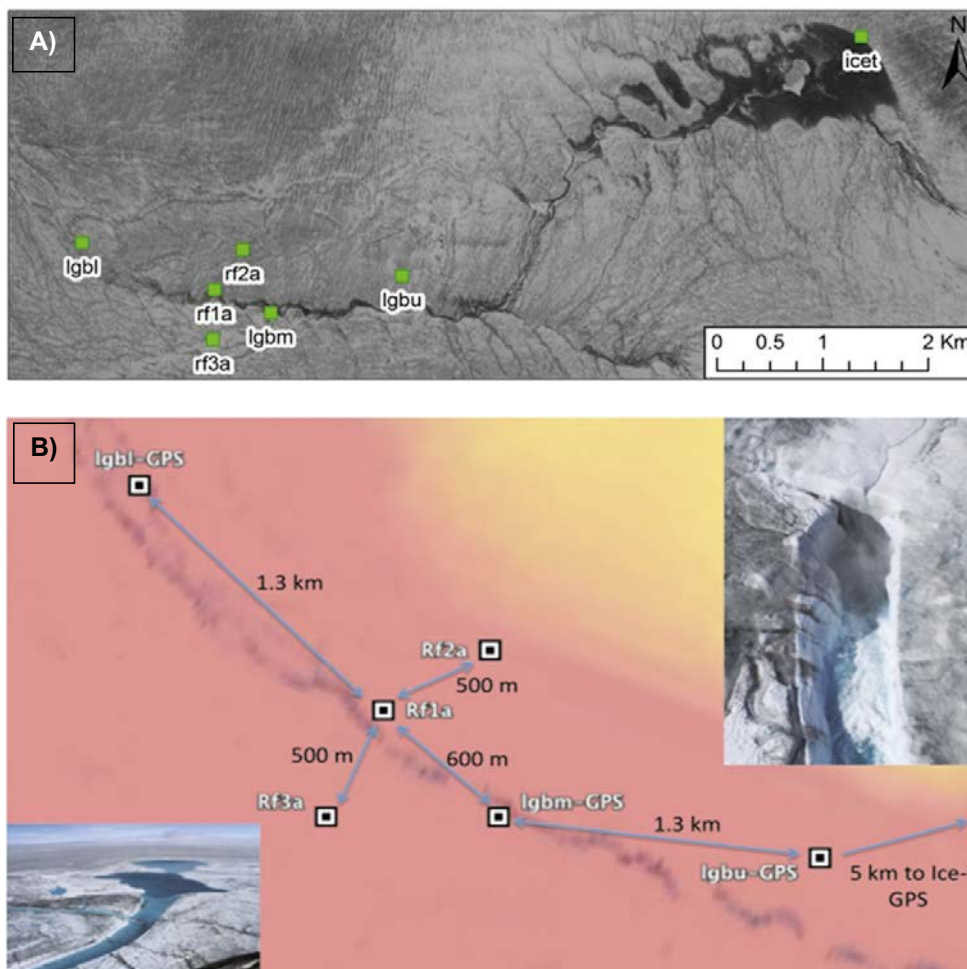 A)
N
icet
lgbl
rf2a
lgbu
rf1a
lgbm
rf3a
0 0.5 1 2 Km
B)
lgbl-GPS
1.3 km
Rf2a
500 m
Rf1a
500 m
600 m
Rf3a
lgbm-GPS
1.3 km
lgbu-GPS
5 km to Ice-
GPS